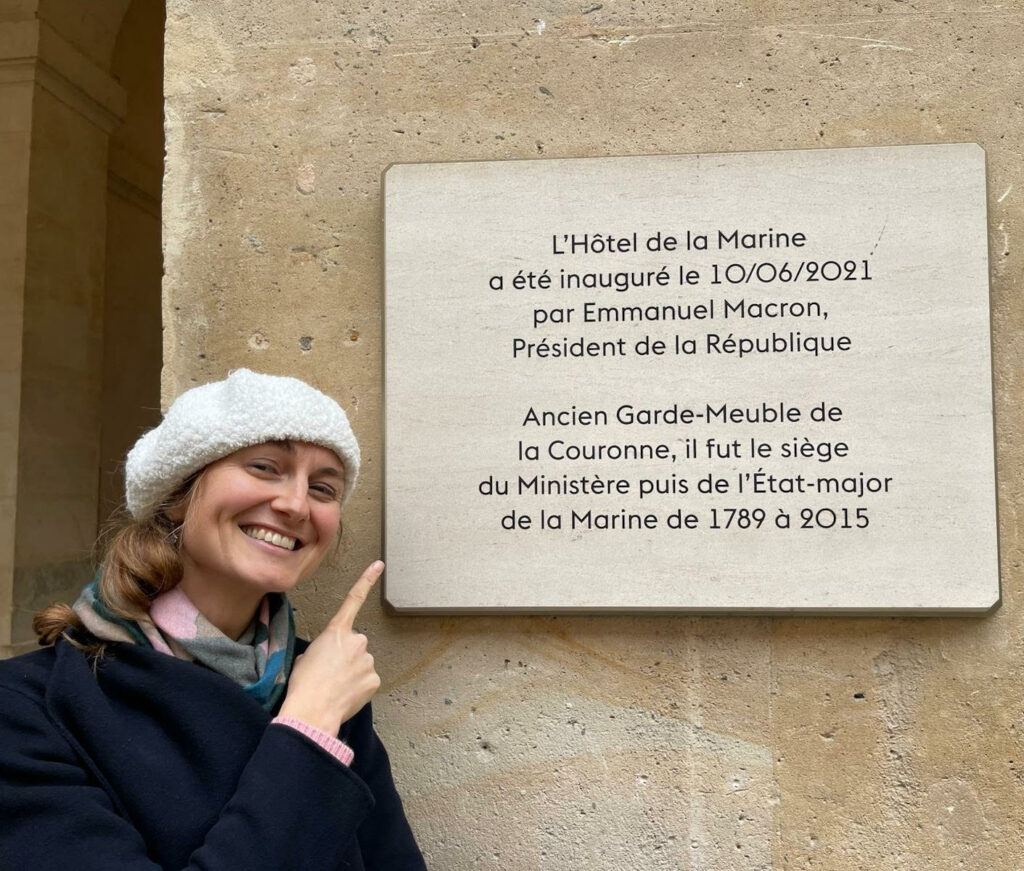 L'Hôtel de la Marine
a été inauguré le 10/06/2021
par Emmanuel Macron,
Président de la République
Ancien Garde-Meuble de
la Couronne, il fut le siège
du Ministère puis de l'État-major
de la Marine de 1789 à 2015